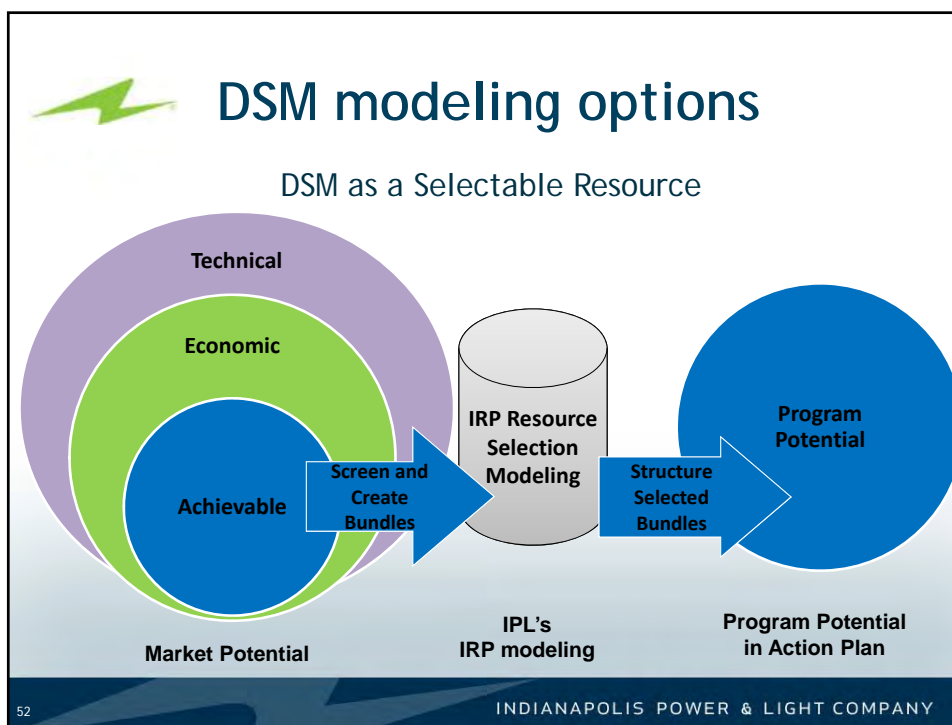 DSM modeling options
DSM as a Selectable Resource
Technical
Economic
Achievable
Screen and
Create
Bundles
IRP Resource
Selection
Modeling
Structure
Selected
Bundles
Program
Potential
Market Potential
IPL's
IRP modeling
Program Potential
in Action Plan
52
INDIANAPOLIS POWER & LIGHT COMPANY